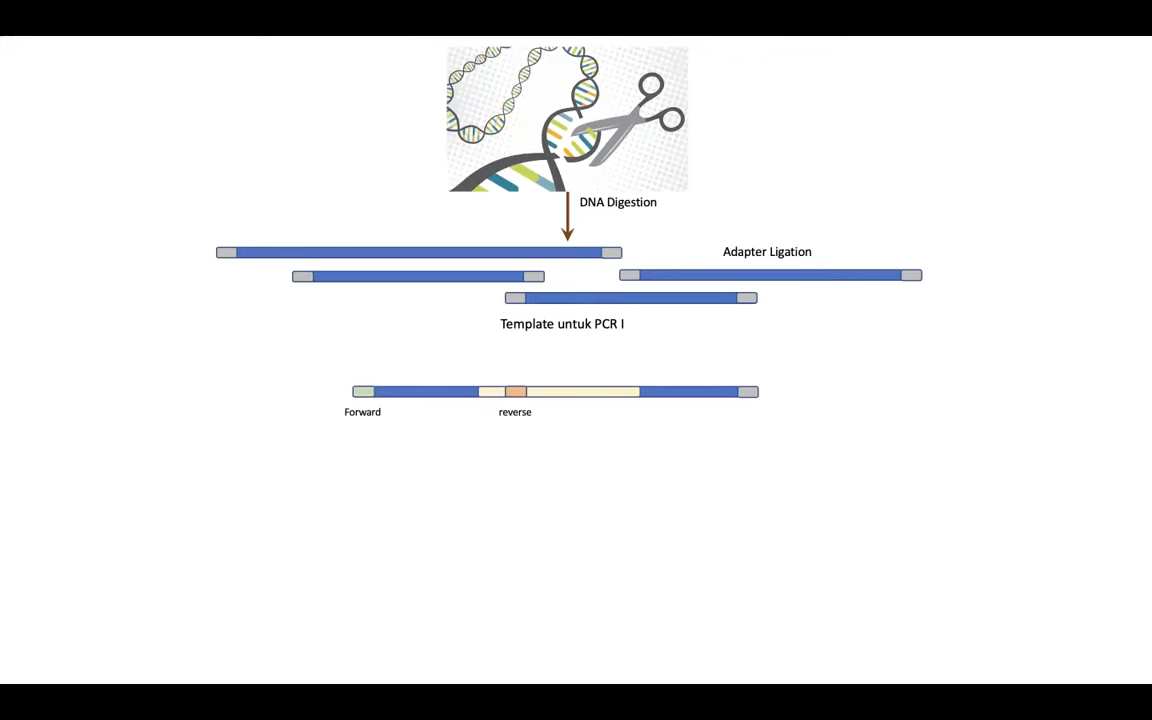 DNA Digestion
Adapter Ligation
Template untuk PCR I
Forward
reverse